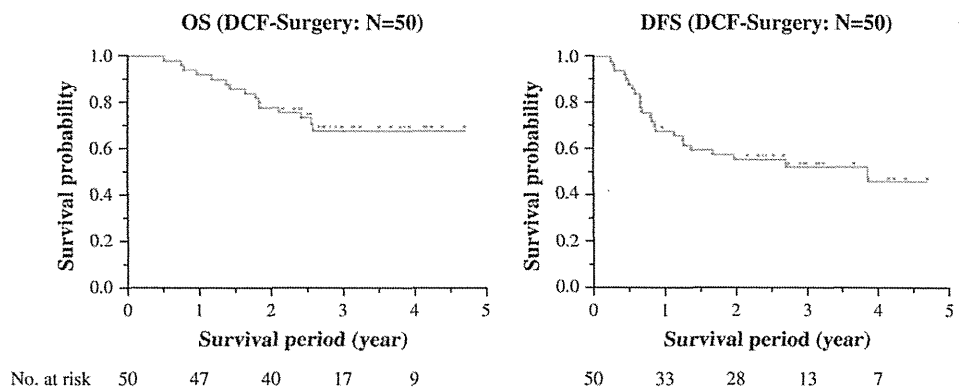 OS (DCF-Surgery: N=50)
Survival probability
1.0
0.8
0.6
0.4
0.2
0.0
0 1 2 3 4 5
Survival period (year)
No. at risk 50 47 40 17 9
DFS (DCF-Surgery: N=50)
Survival probability
1.0
0.8
0.6
0.4
0.2
0.0
0 1 2 3 4 5
Survival period (year)
50 33 28 13 7